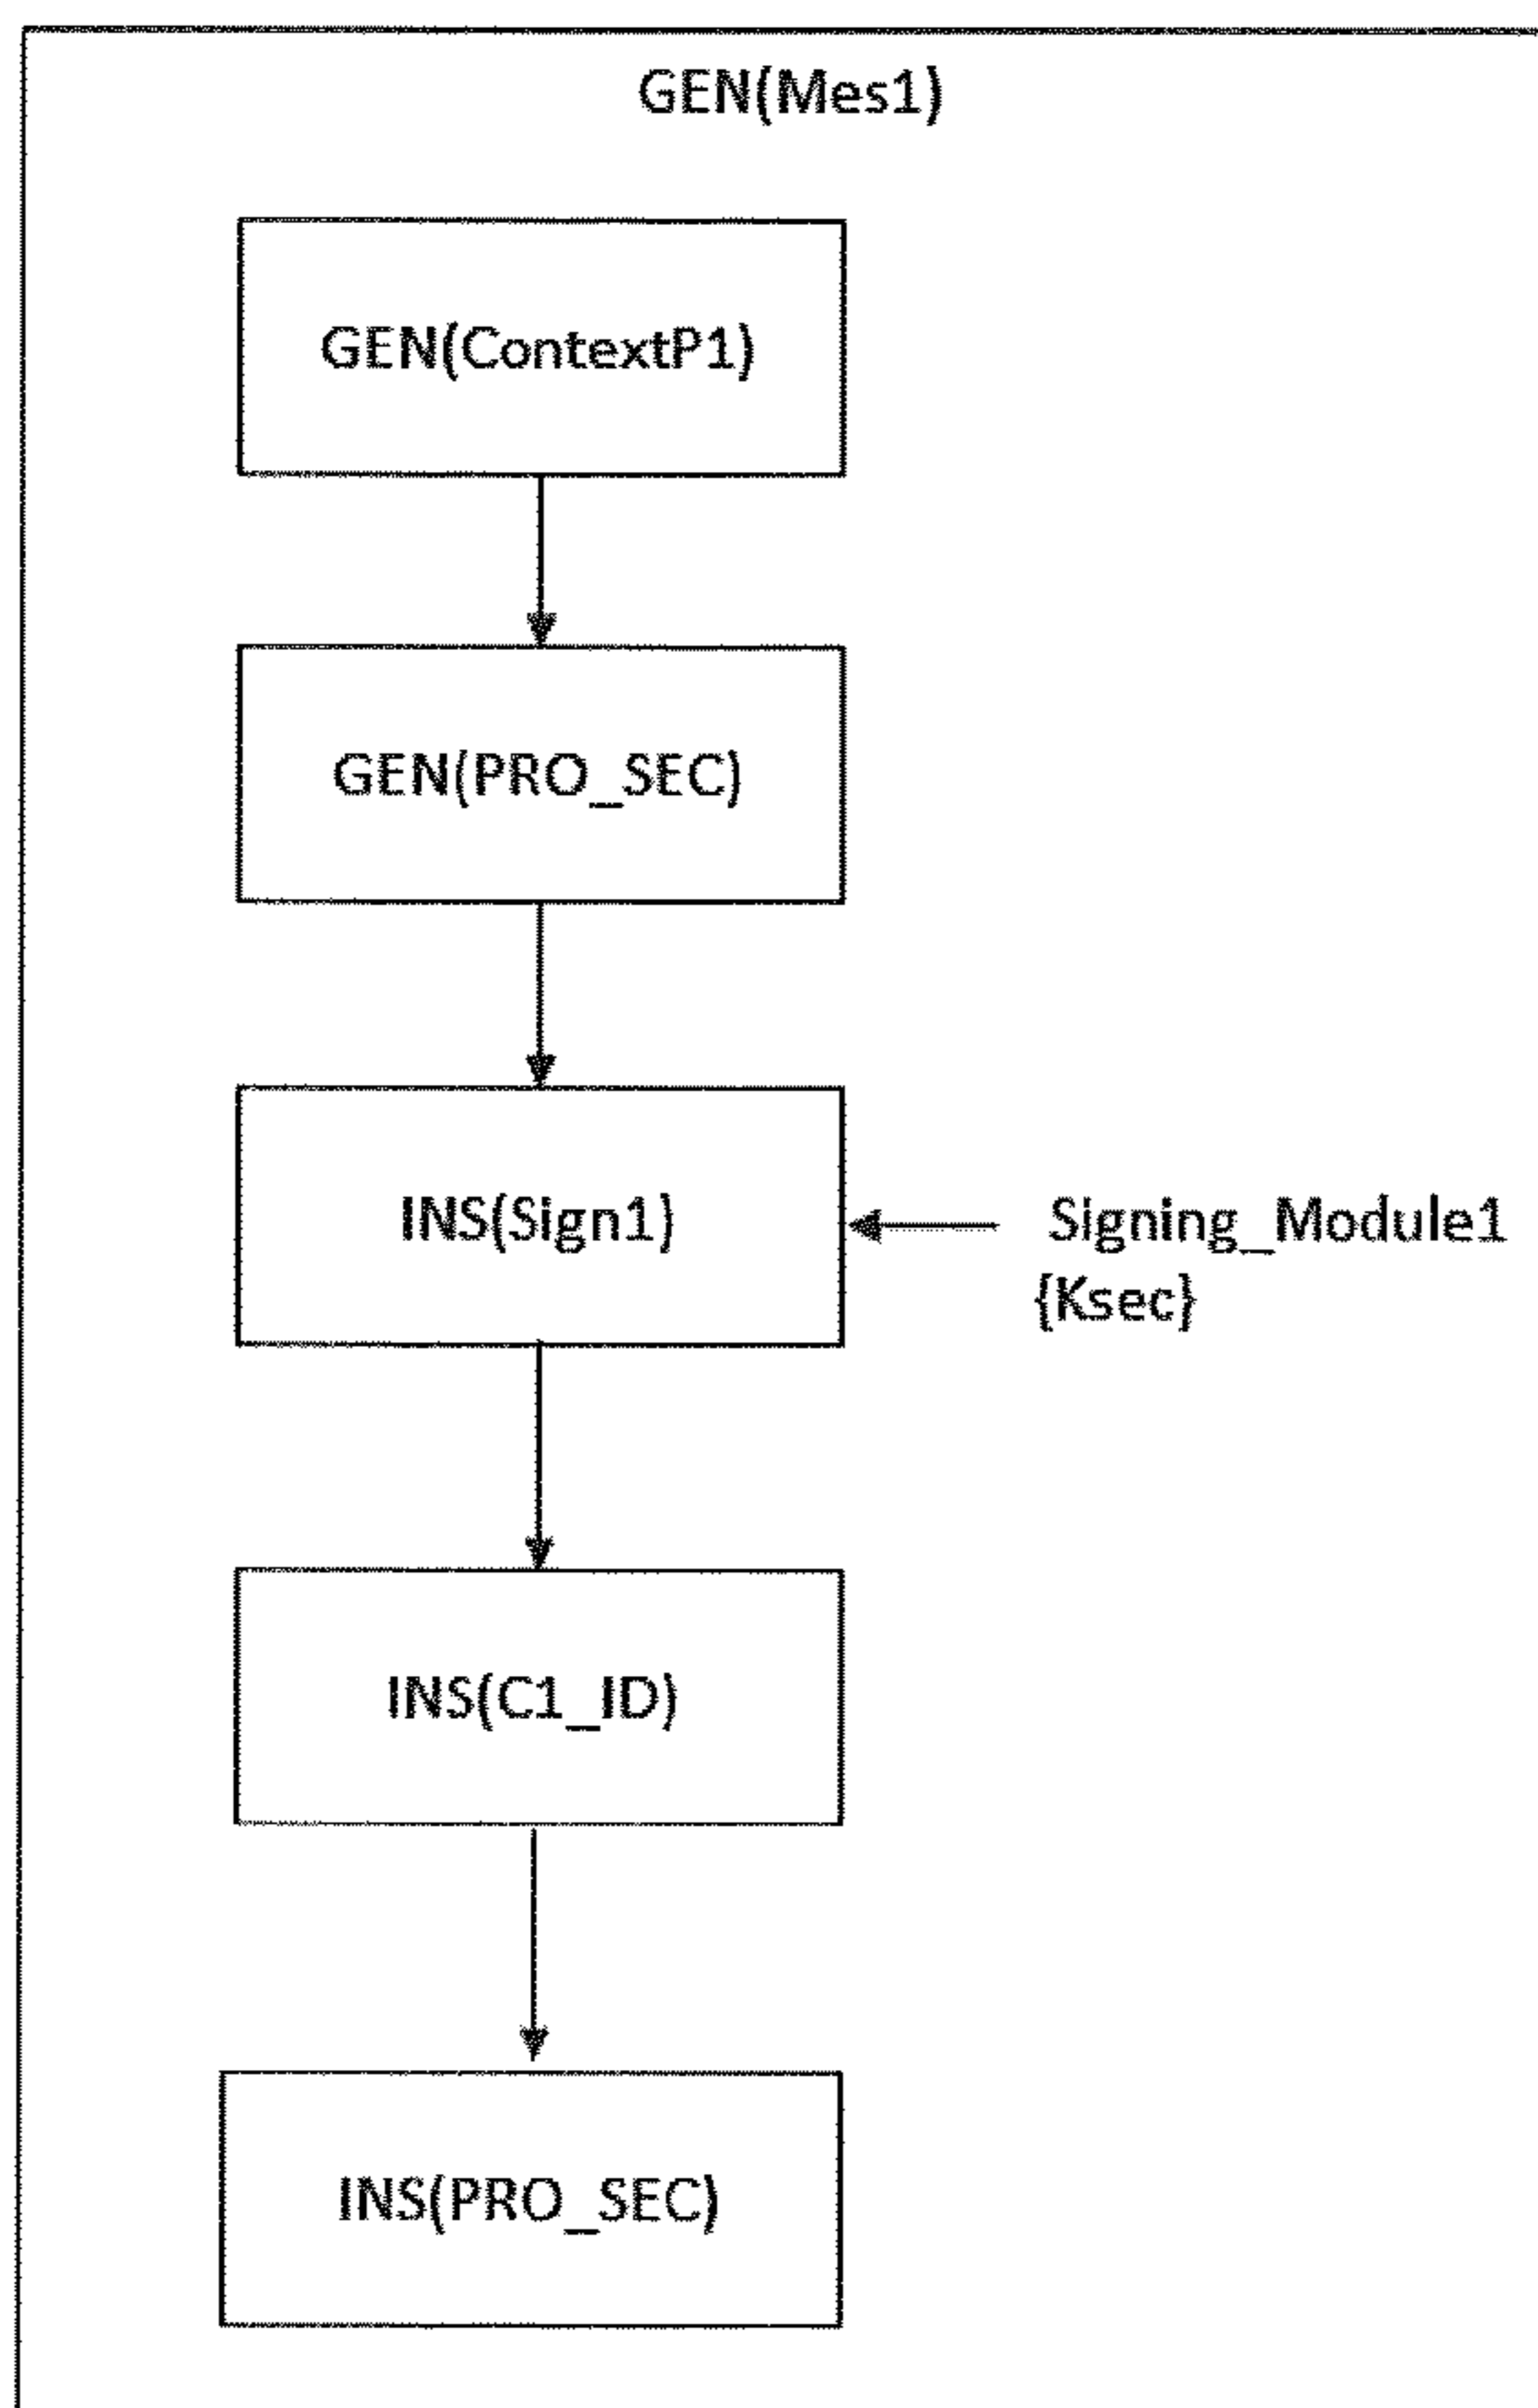 GEN(Mes1)
GEN(ContextP1)
GEN(PRO_SEC)
INS(Sign1)
Signing_Module1
{Ksec}
INS(C1_ID)
INS(PRO_SEC)